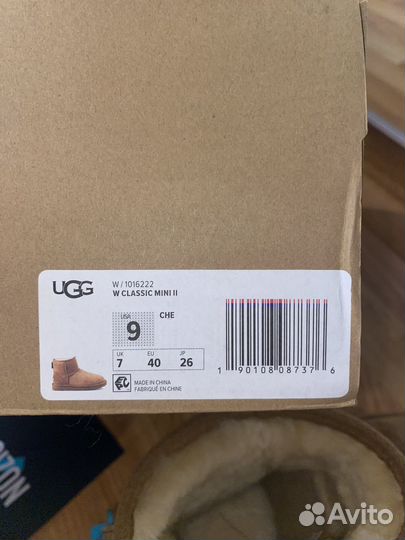 UGG
W / 1016222
W CLASSIC MINI II
USA
9
CHE
UK EU JP
7 40 26
MADE IN CHINA
FABRIQUÉ EN CHINE
1 90108 08737 6
NOZIC
Avito